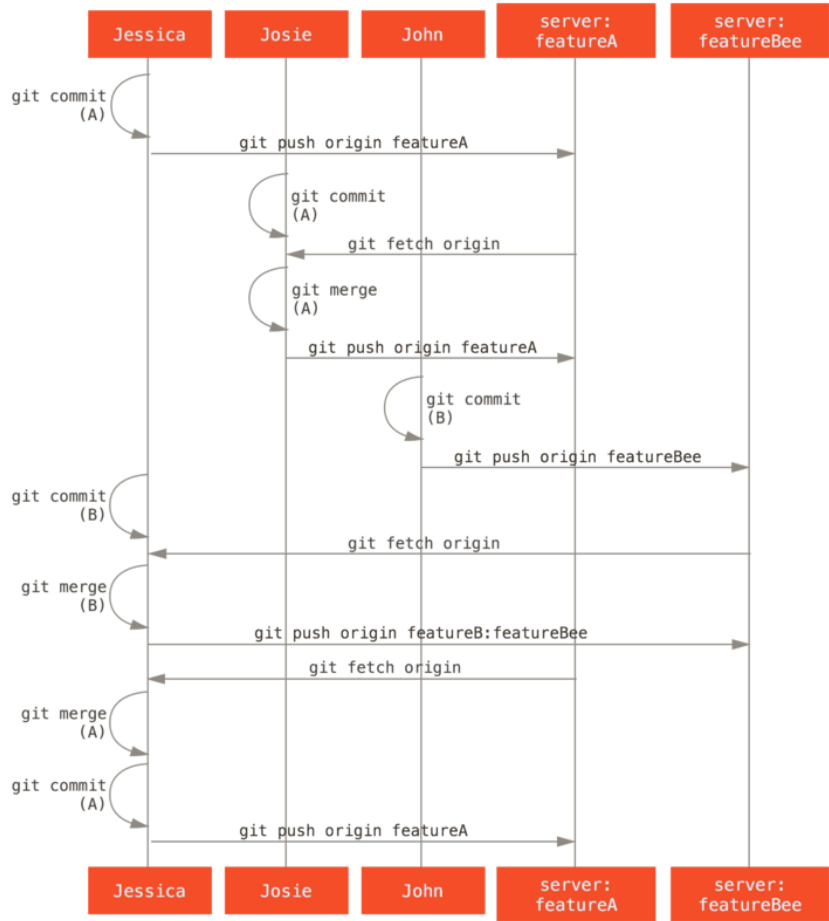 Jessica
Josie
John
server:
featureA
server:
featureBee
git commit
(A)
git push origin featureA
git commit
(A)
git fetch origin
git merge
(A)
git push origin featureA
git commit
(B)
git push origin featureBee
git commit
(B)
git fetch origin
git merge
(B)
git push origin featureB:featureBee
git fetch origin
git merge
(A)
git commit
(A)
git push origin featureA
Jessica
Josie
John
server:
featureA
server:
featureBee